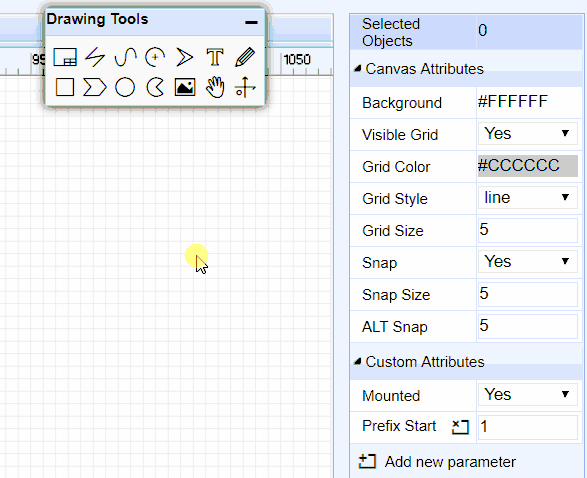 Drawing Tools
95
1050
Selected Objects 0
Canvas Attributes
Background #FFFFFF
Visible Grid Yes
Grid Color #CCCCCC
Grid Style line
Grid Size 5
Snap Yes
Snap Size 5
ALT Snap 5
Custom Attributes
Mounted Yes
Prefix Start 1
Add new parameter